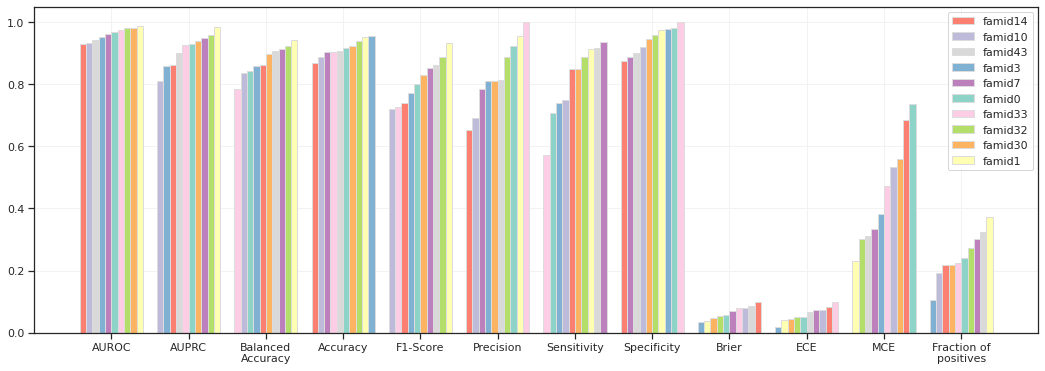 1.0
0.8
0.6
0.4
0.2
0.0
famid14
famid10
famid43
famid3
famid7
famid0
famid33
famid32
famid30
famid1
AUROC
AUPRC
Balanced
Accuracy
Accuracy
F1-Score
Precision
Sensitivity
Specificity
Brier
ECE
MCE
Fraction of
positives